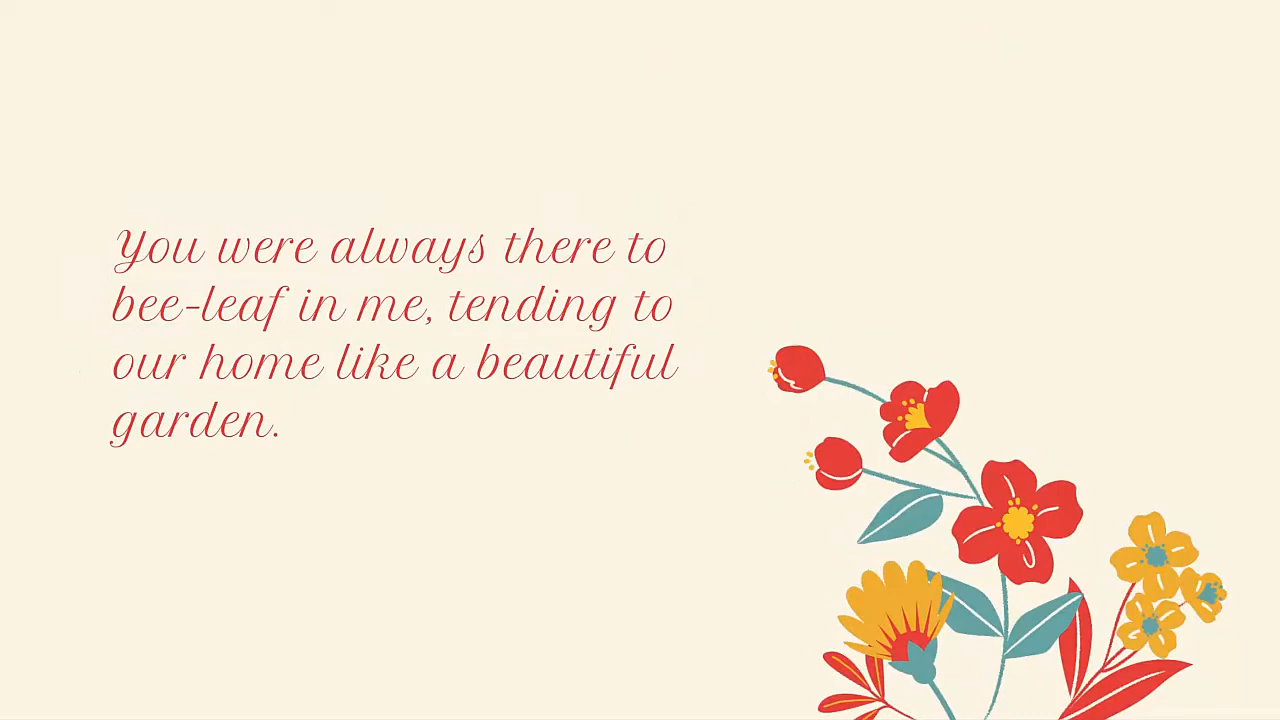 You were always there to
bee-leaf in me, tending to
our home like a beautiful
garden.